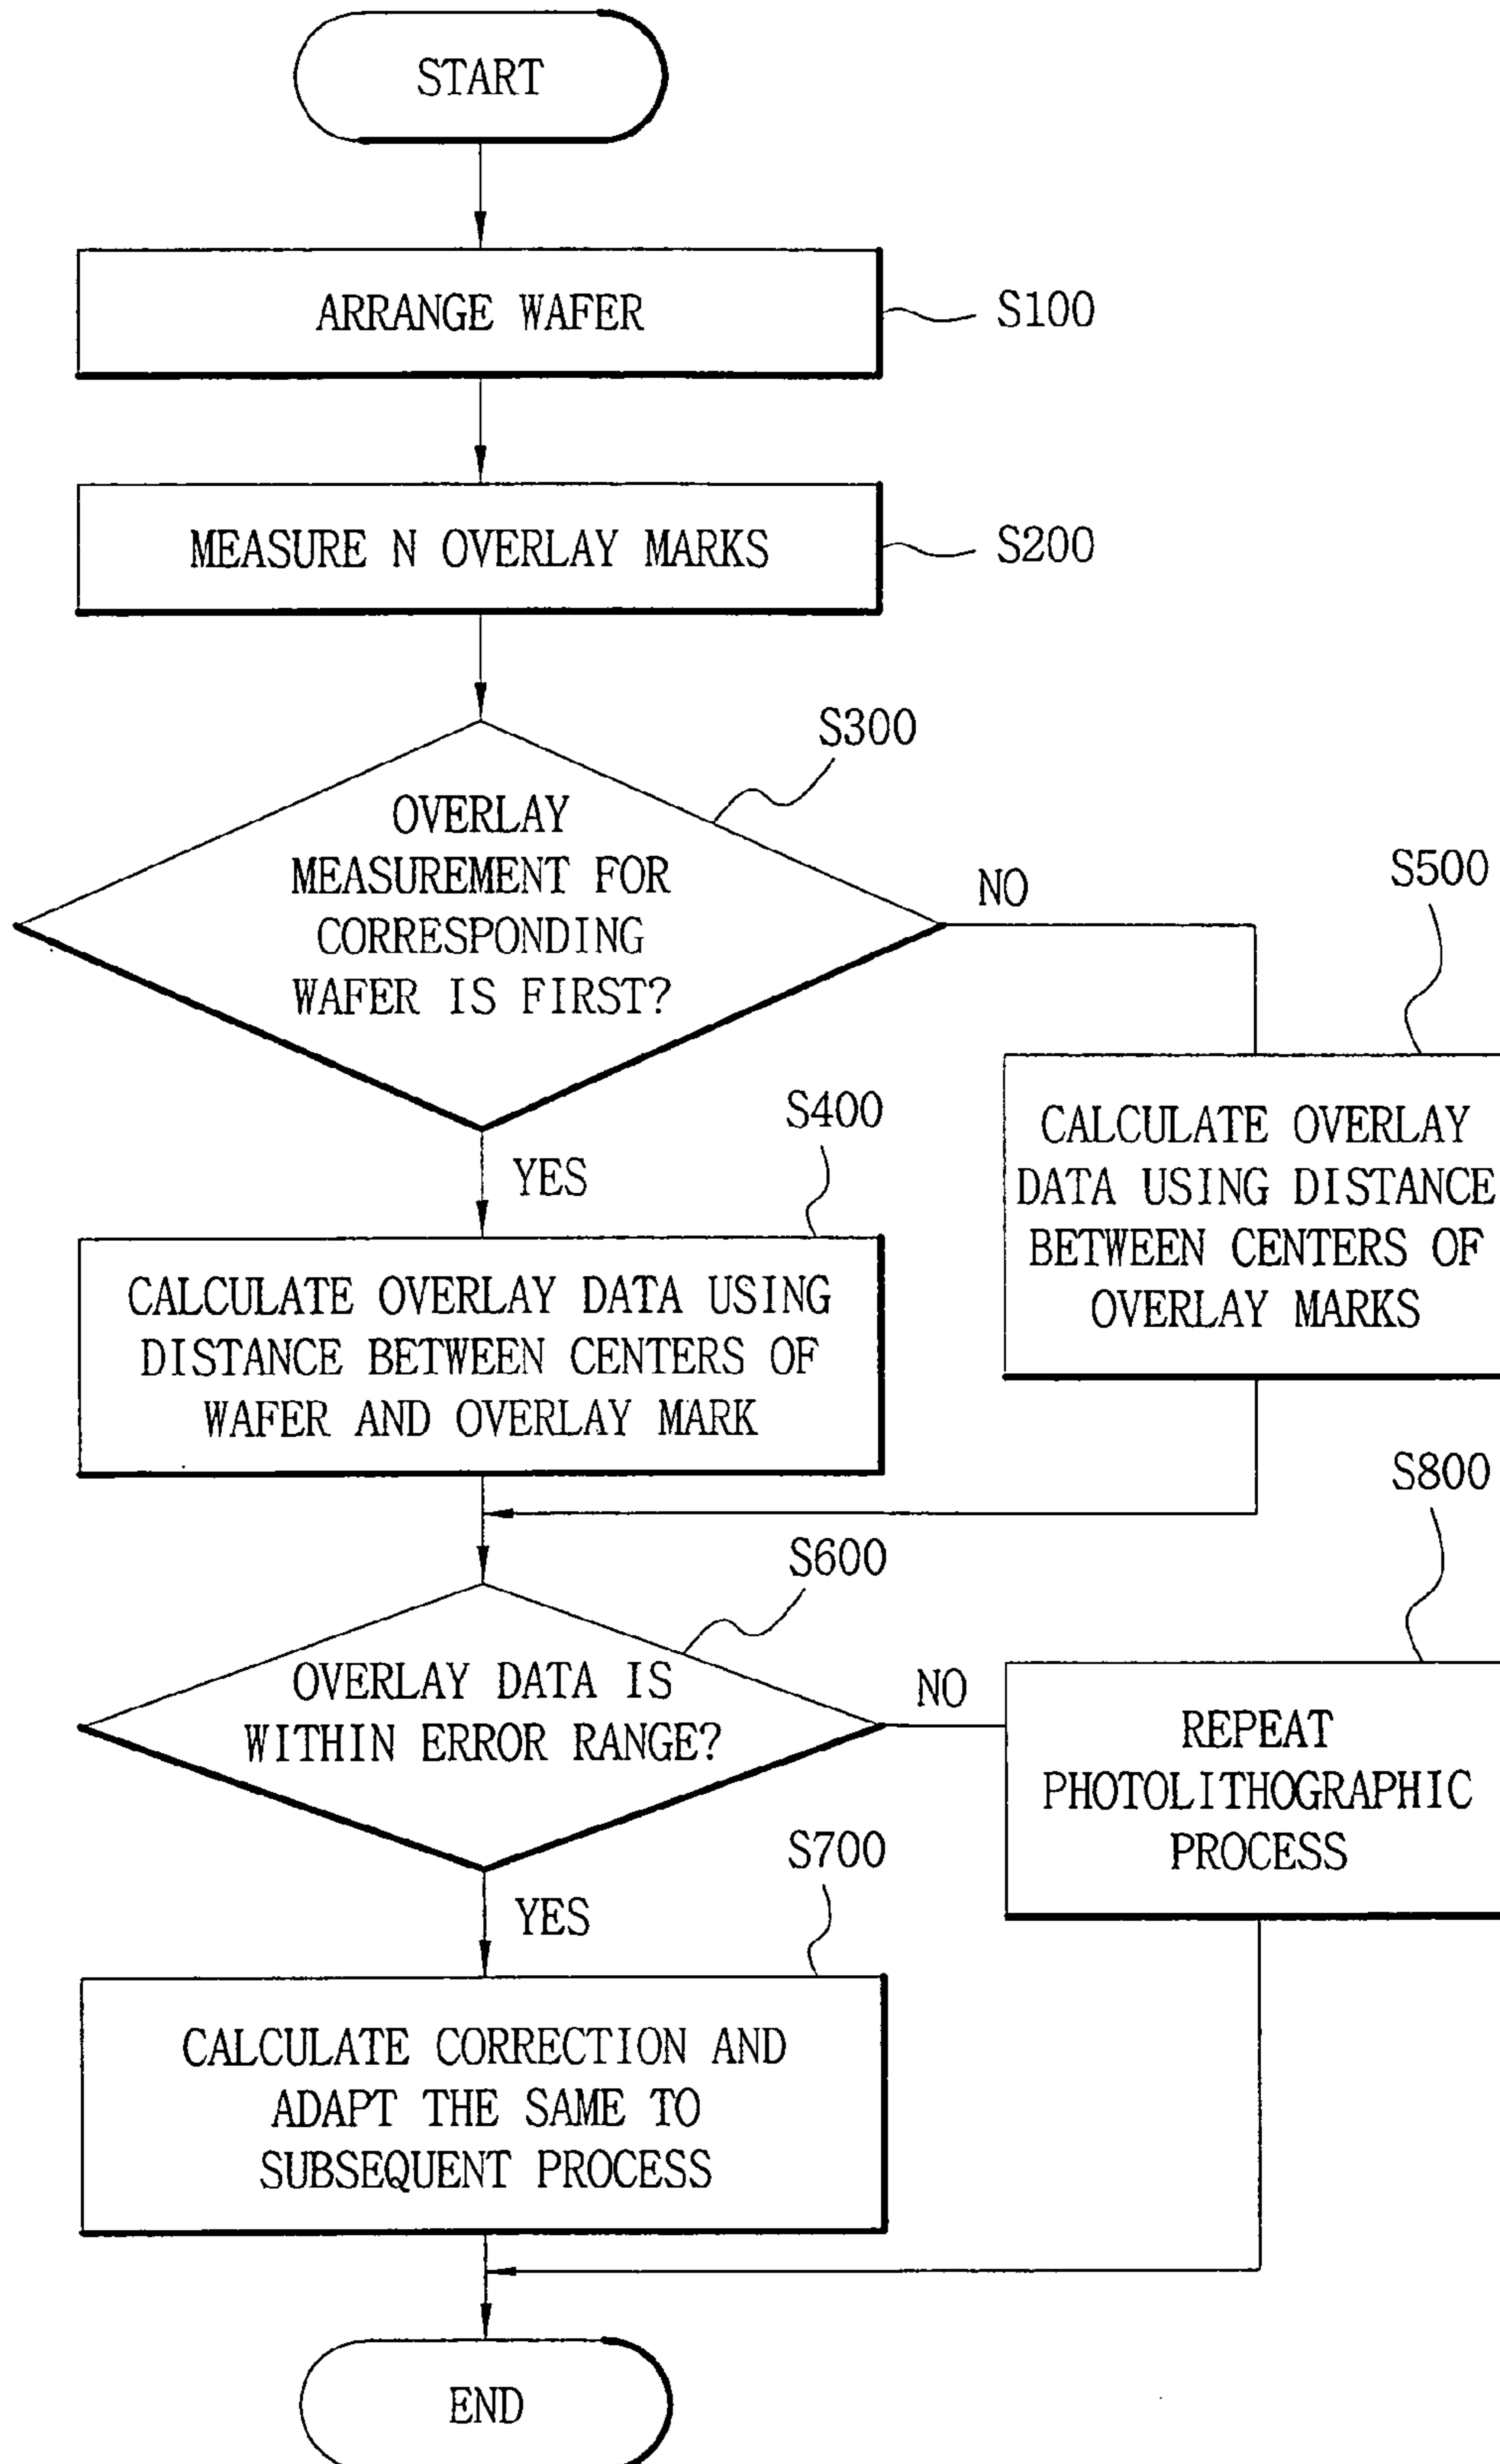 START
ARRANGE WAFER
S100
MEASURE N OVERLAY MARKS
S200
S300
OVERLAY
MEASUREMENT FOR
CORRESPONDING
WAFER IS FIRST?
NO
S500
CALCULATE OVERLAY
DATA USING DISTANCE
BETWEEN CENTERS OF
OVERLAY MARKS
YES
S400
CALCULATE OVERLAY DATA USING
DISTANCE BETWEEN CENTERS OF
WAFER AND OVERLAY MARK
S600
OVERLAY DATA IS
WITHIN ERROR RANGE?
NO
S800
REPEAT
PHOTOLITHOGRAPHIC
PROCESS
YES
S700
CALCULATE CORRECTION AND
ADAPT THE SAME TO
SUBSEQUENT PROCESS
END